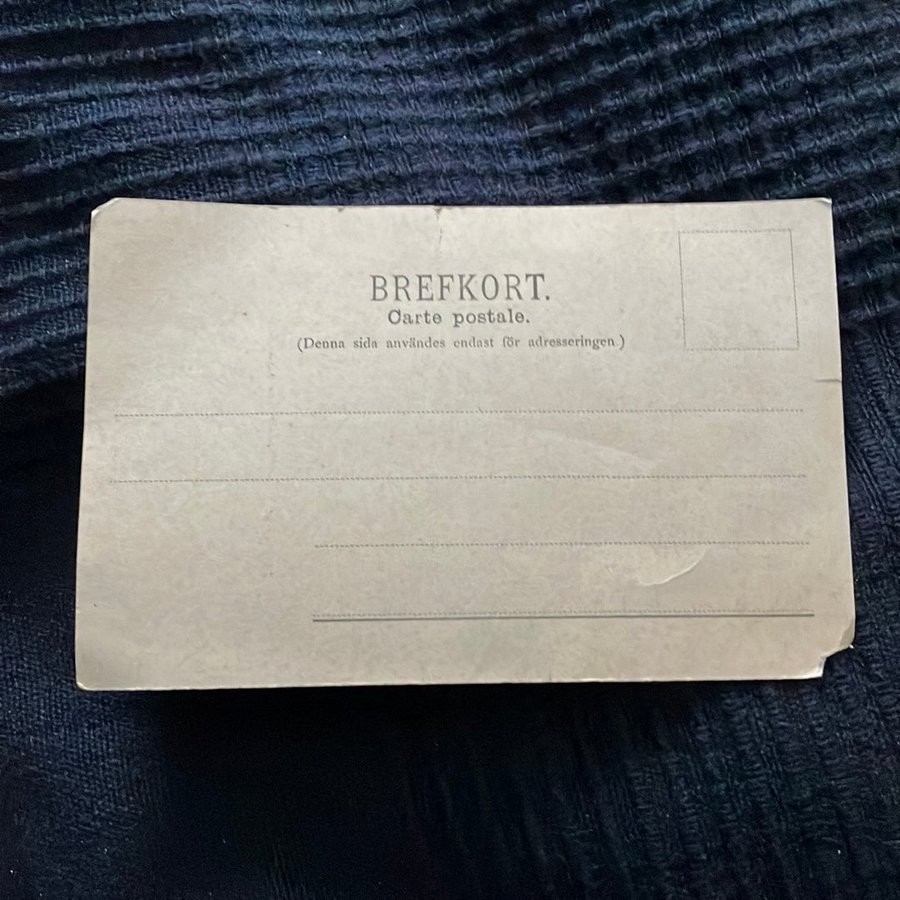 BREFKORT.
Carte postale.
(Denna sida användes endast för adresseringen.)